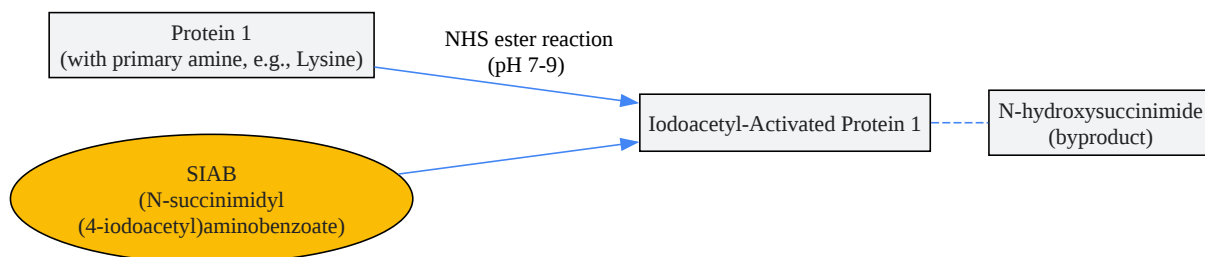 Protein 1
(with primary amine, e.g., Lysine)
NHS ester reaction
(pH 7-9)
Iodoacetyl-Activated Protein 1
N-hydroxysuccinimide
(byproduct)
SIAB
(N-succinimidyl
(4-iodoacetyl)aminobenzoate)